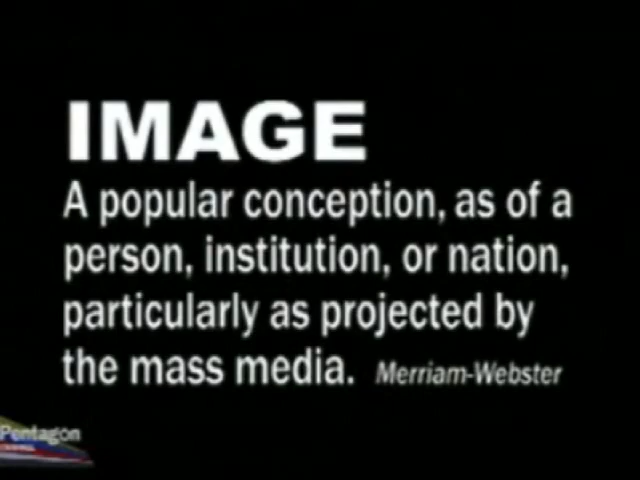 IMAGE
A popular conception, as of a
person, institution, or nation,
particularly as projected by
the mass media. Merriam-Webster
Pentagon